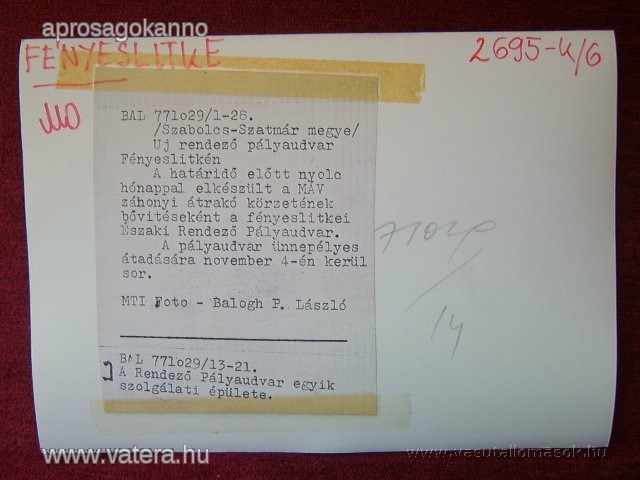 aprosagokanno
FÉNYESLITKE
2695-K/6
MO
BAL 771o29/1-28.
/Szabolcs-Szatmár megye/
Uj rendező pályaudvar
Fényeslitkén
A határidő előtt nyolc
hónappal elkészült a MÁV
záhonyi átrakó körzetének
bővitéseként a fényeslitkei
Északi Rendező Pályaudvar.
A pályaudvar ünnepélyes
átadására november 4-én kerül
sor.
MTI Foto - Balogh P. László
BAL 771o29/13-21.
A Rendező Pályaudvar egyik
szolgálati épülete.
14
www.vatera.hu
www.vasutallomasok.hu